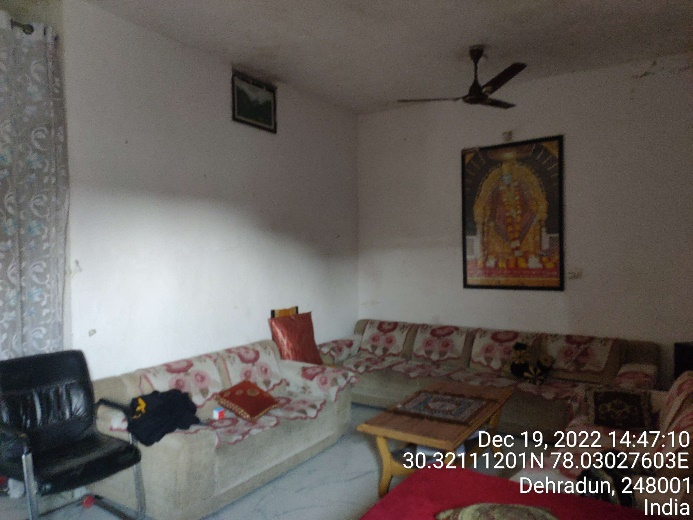 Dec 19, 2022 14:47:10
30.32111201N 78.03027603E
Dehradun, 248001
India